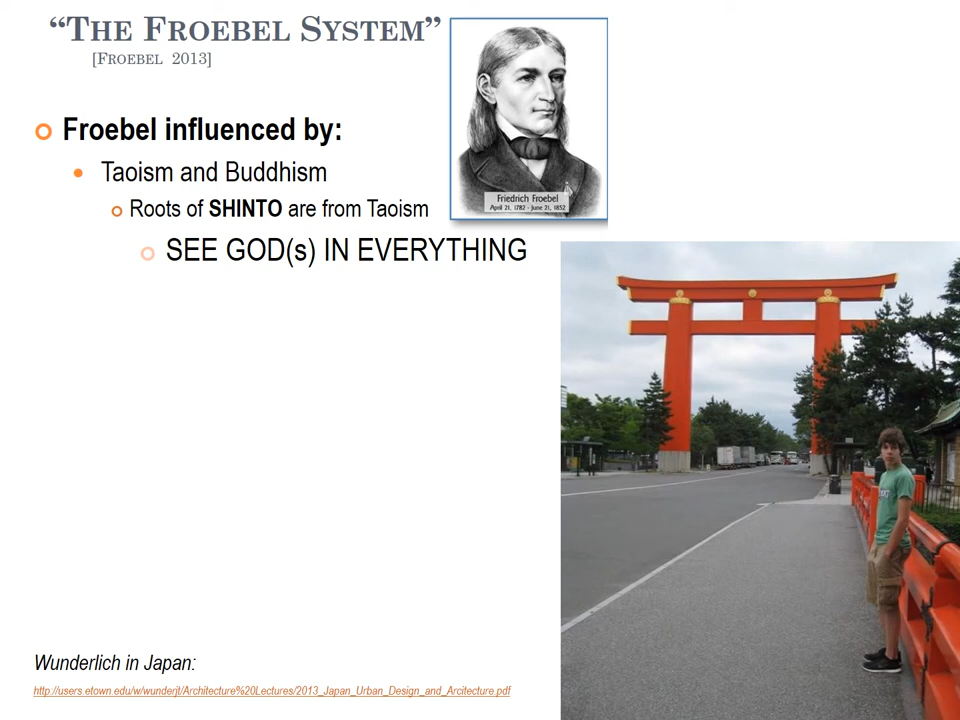 “THE FROEBEL SYSTEM”
[FROEBEL 2013]
Friedrich Froebel
April 21, 1782 - June 21, 1852
Froebel influenced by:
Taoism and Buddhism
Roots of SHINTO are from Taoism
SEE GOD(s) IN EVERYTHING
Wunderlich in Japan:
http://users.etown.edu/w/wunderjt/Architecture%20Lectures/2013_Japan_Urban_Design_and_Arcitecture.pdf